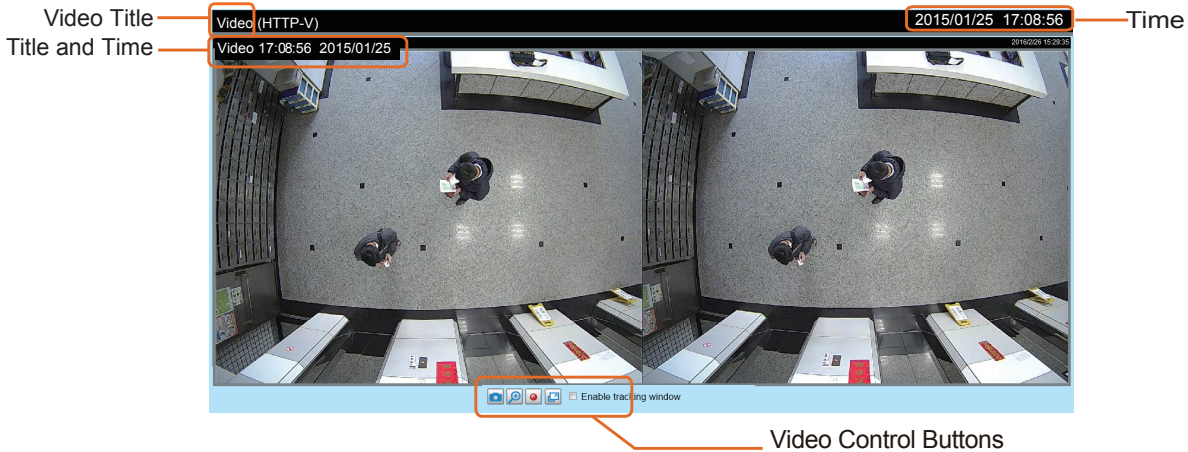 Video Title
Video (HTTP-V)
2015/01/25 17:08:56
Time
Title and Time
Video 17:08:56 2015/01/25
2016/2/26 15:29:35
Enable tracking window
Video Control Buttons